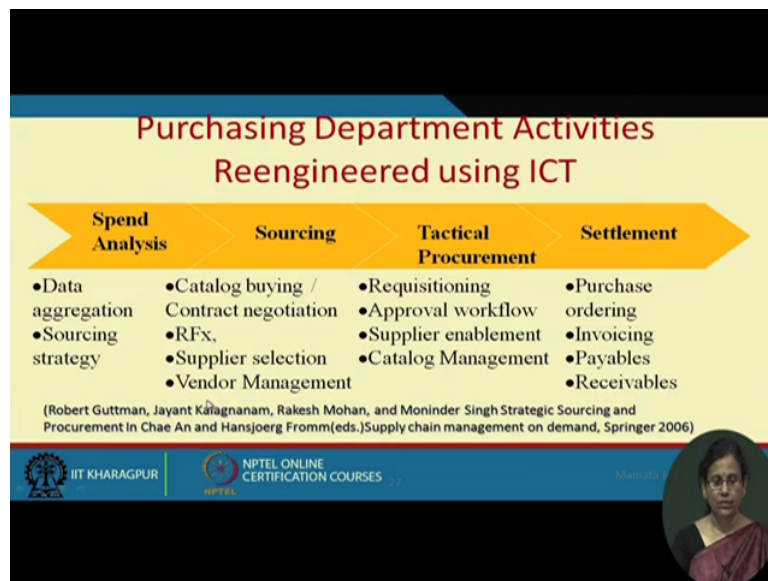 Purchasing Department Activities
Reengineered using ICT
Spend
Analysis
Sourcing
Tactical
Procurement
Settlement
●Data
aggregation
●Sourcing
strategy
●Catalog buying /
Contract negotiation
●RFx,
●Supplier selection
●Vendor Management
●Requisitioning
●Approval workflow
●Supplier enablement
●Catalog Management
●Purchase
ordering
●Invoicing
●Payables
●Receivables
(Robert Guttman, Jayant Kalagnanam, Rakesh Mohan, and Moninder Singh Strategic Sourcing and
Procurement In Chae An and Hansjoerg Fromm(eds.)Supply chain management on demand, Springer 2006)
IIT KHARAGPUR
NPTEL
NPTEL ONLINE
CERTIFICATION COURSES
27
Mamata